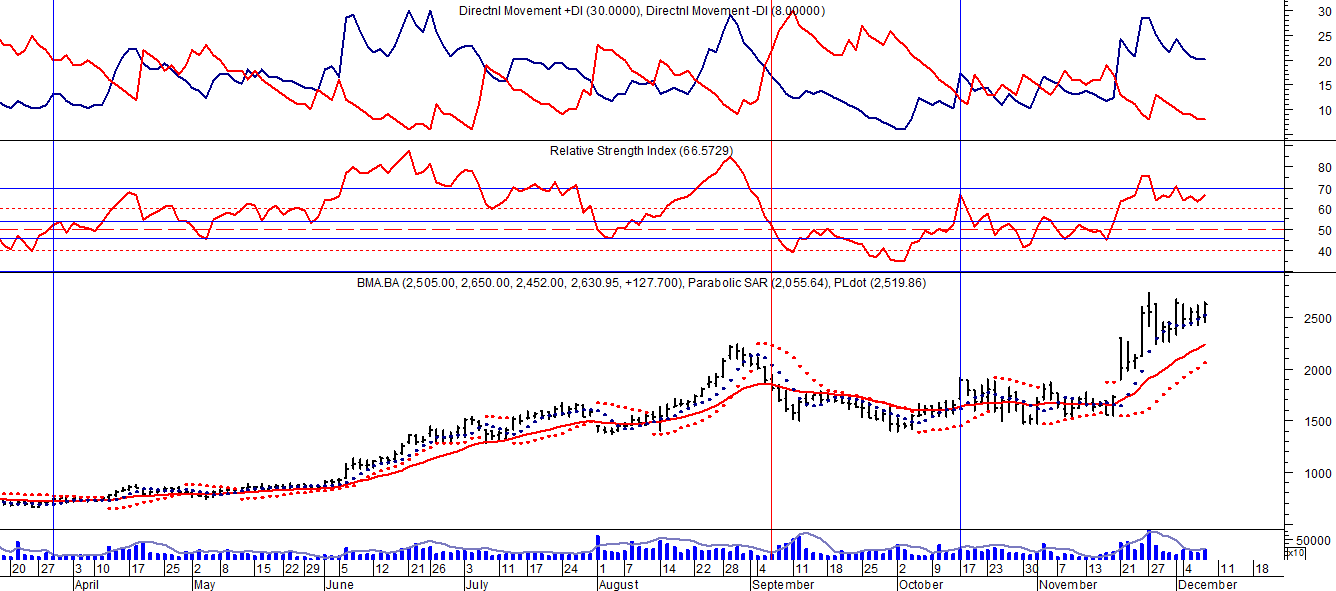 Directnl Movement +DI (30.0000), Directnl Movement -DI (8.00000)
30
25
20
15
10
Relative Strength Index (66.5729)
80
70
60
50
40
BMA.BA (2,505.00, 2,650.00, 2,452.00, 2,630.95, +127.700), Parabolic SAR (2,055.64), PLdot (2,519.86)
2500
2000
1500
1000
50000
x10
20 27 3 10 17 25 2 8 15 22 29 5 12 21 26 3 11 17 24 1 7 14 22 28 4 11 18 25 2 9 17 23 30 7 13 21 27 4 11 18
April May June July August September October November December